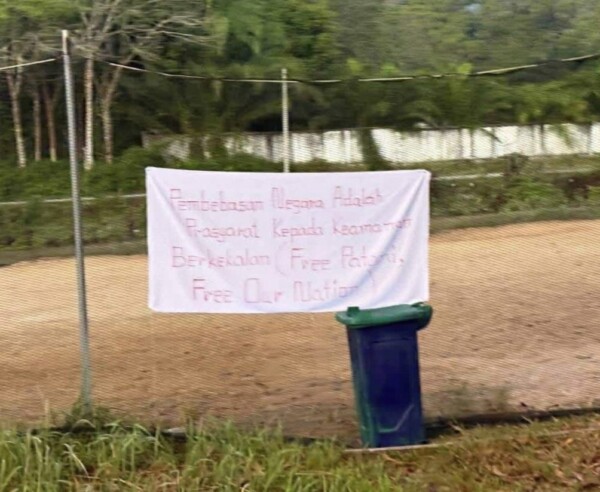 Pembebasan Negara Adalah
Prasyarat Kepada Keamanan
Berkekalan (Free Patani,
Free Our Nation)